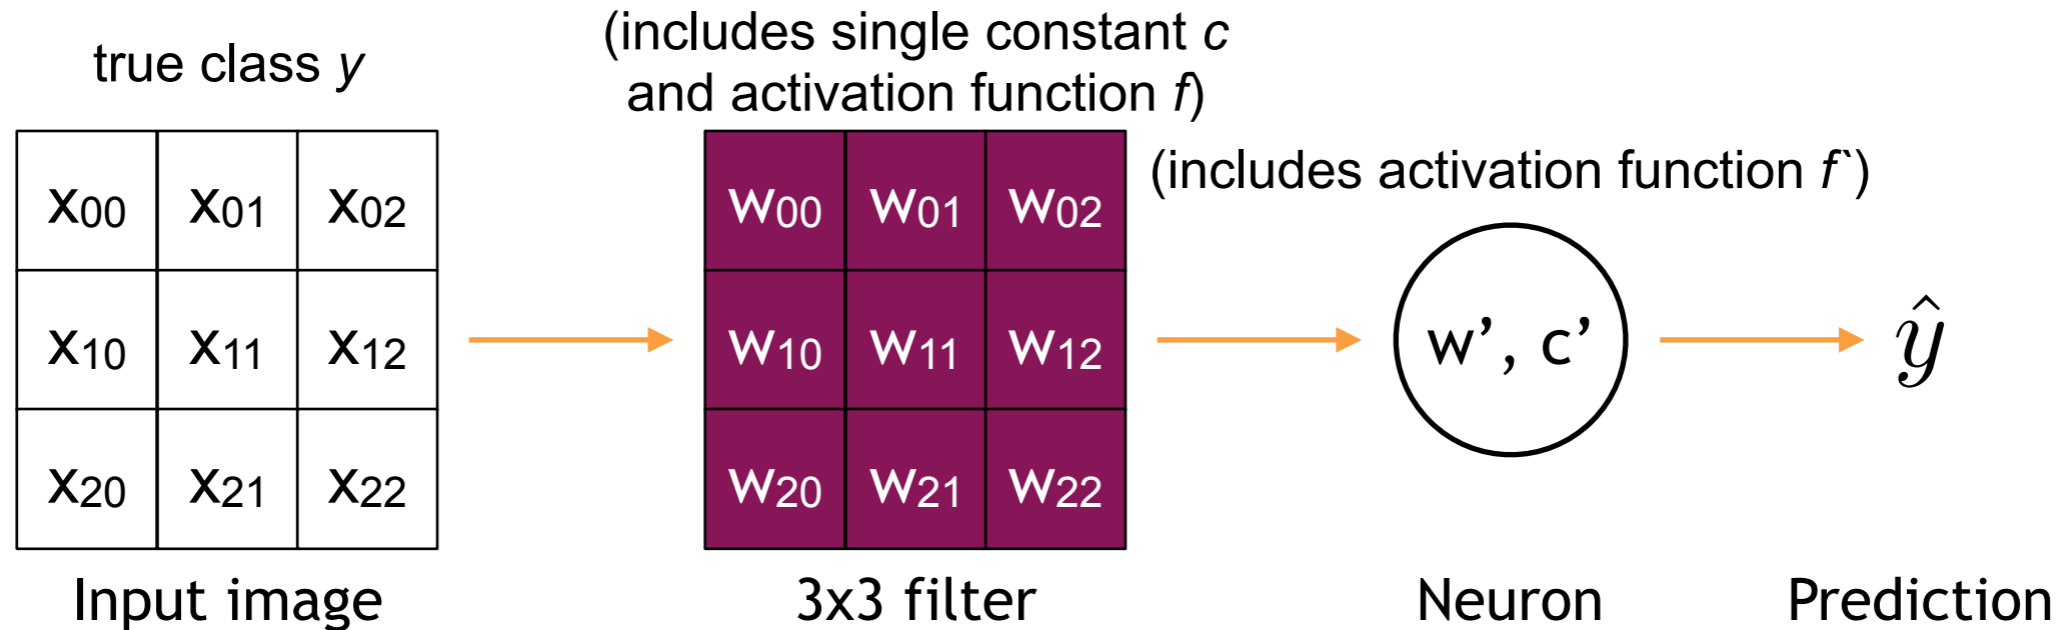 true class y
(includes single constant c
and activation function f)
(includes activation function f`)
x00 x01 x02
x10 x11 x12
x20 x21 x22
w00 w01 w02
w10 w11 w12
w20 w21 w22
w’, c’
ŷ
Input image
3x3 filter
Neuron
Prediction